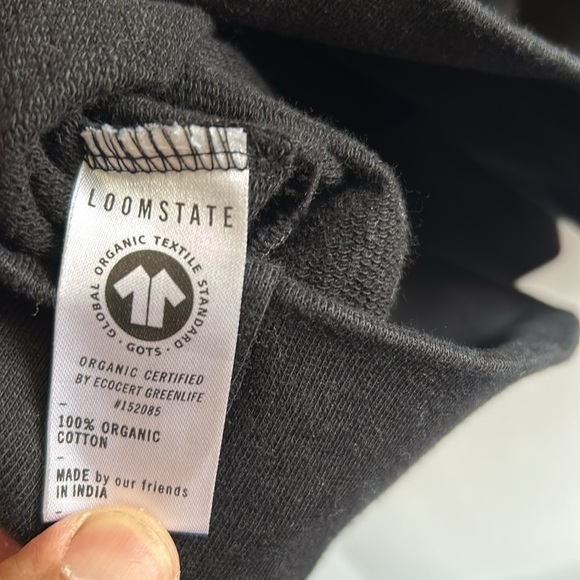 LOOMSTATE
GLOBAL ORGANIC TEXTILE STANDARD
· GOTS ·
ORGANIC CERTIFIED
BY ECOCERT GREENLIFE
#152085
-
100% ORGANIC
COTTON
-
MADE by our friends
IN INDIA
-